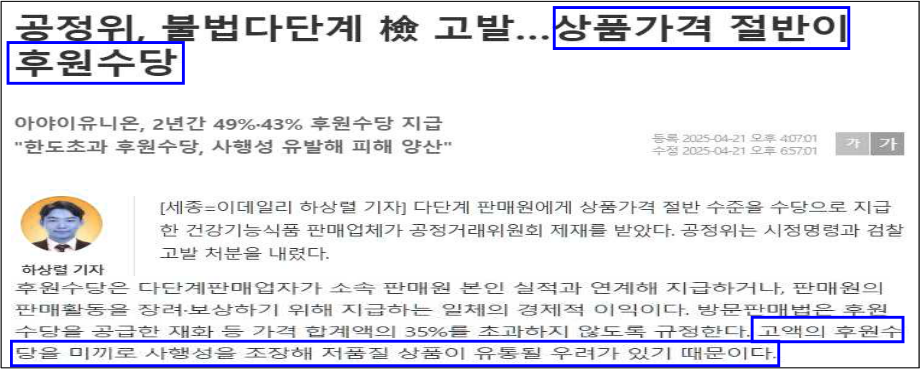 공정위, 불법다단계 檢 고발…상품가격 절반이
후원수당
아야이유니온, 2년간 49%·43% 후원수당 지급
"한도초과 후원수당, 사행성 유발해 피해 양산"
등록 2025-04-21 오후 4:07:01
수정 2025-04-21 오후 6:57:01
가 가
[세종=이데일리 하상렬 기자] 다단계 판매원에게 상품가격 절반 수준을 수당으로 지급
한 건강기능식품 판매업체가 공정거래위원회 제재를 받았다. 공정위는 시정명령과 검찰
고발 처분을 내렸다.
하상렬 기자
후원수당은 다단계판매업자가 소속 판매원 본인 실적과 연계해 지급하거나, 판매원의
판매활동을 장려·보상하기 위해 지급하는 일체의 경제적 이익이다. 방문판매법은 후원
수당을 공급한 재화 등 가격 합계액의 35%를 초과하지 않도록 규정한다. 고액의 후원수
당을 미끼로 사행성을 조장해 저품질 상품이 유통될 우려가 있기 때문이다.